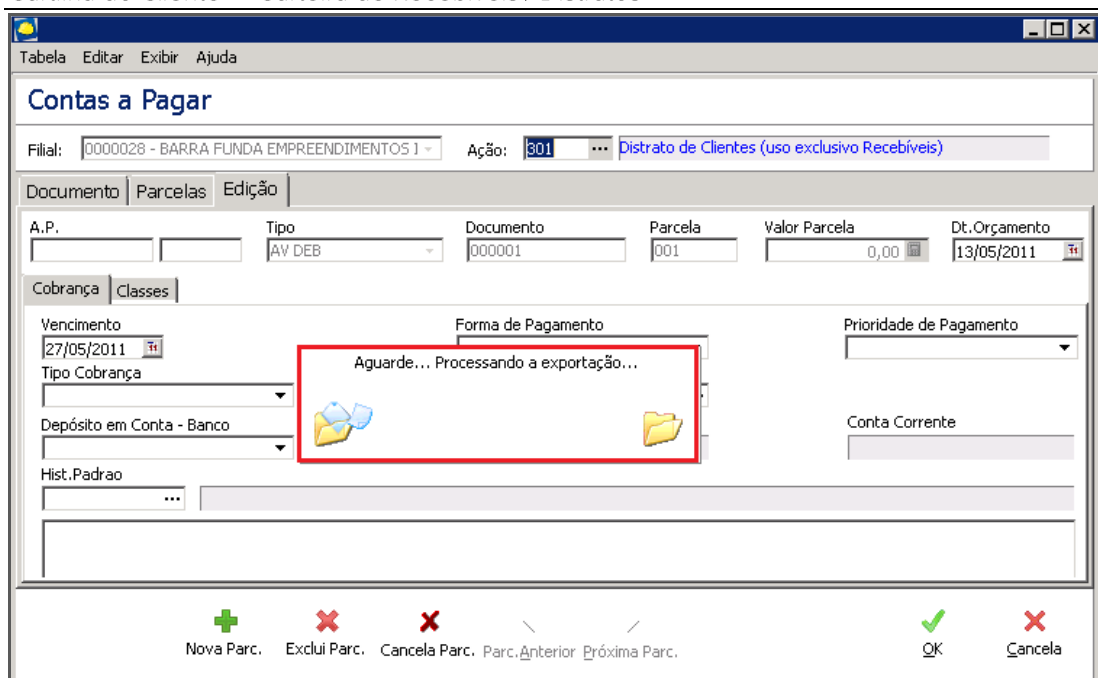 Tabela Editar Exibir Ajuda
Contas a Pagar
Filial: 0000028 - BARRA FUNDA EMPREENDIMENTOS I Ação: 301 ... Distrato de Clientes (uso exclusivo Recebíveis)
Documento Parcelas Edição
A.P. Tipo Documento Parcela Valor Parcela Dt.Orçamento
AV DEB 000001 001 0,00 13/05/2011
Cobrança Classes
Vencimento Forma de Pagamento Prioridade de Pagamento
27/05/2011
Aguarde... Processando a exportação...
Tipo Cobrança
Depósito em Conta - Banco Conta Corrente
Hist.Padrao
...
Nova Parc. Exclui Parc. Cancela Parc. Parc.Anterior Próxima Parc. OK Cancela